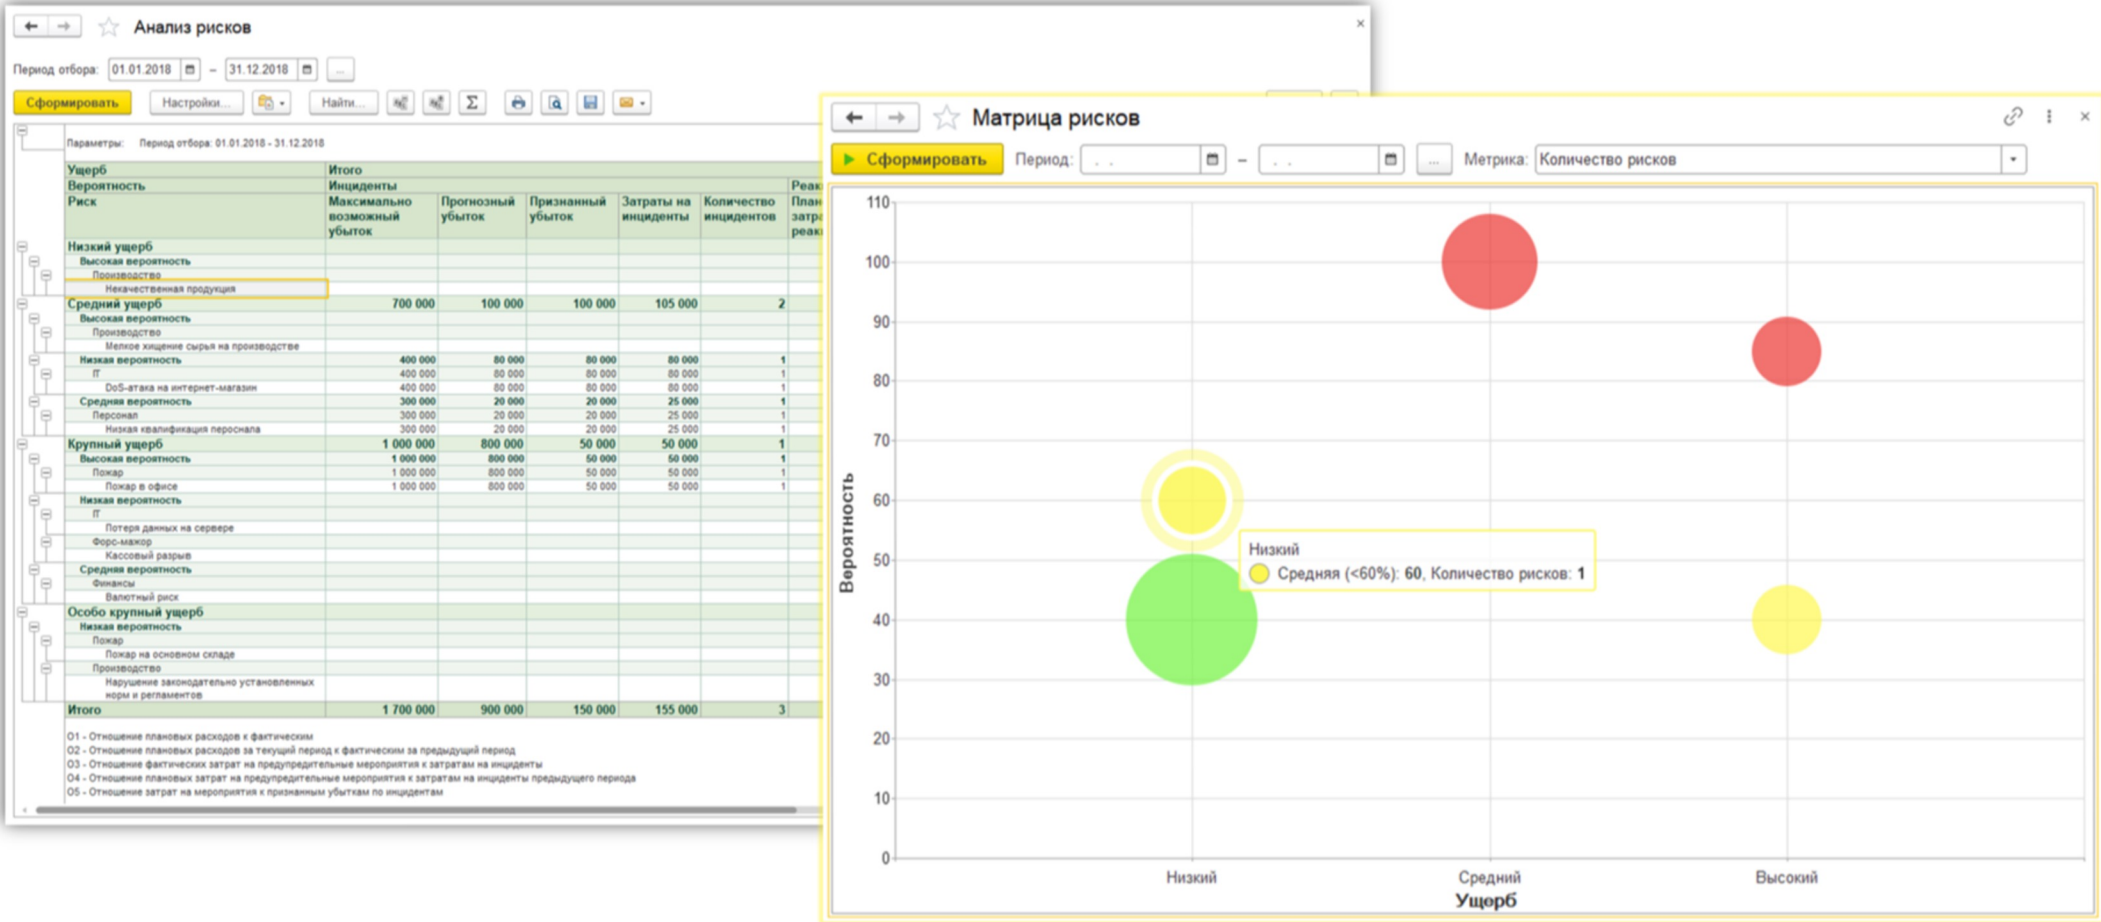 Анализ рисков
Период отбора: 01.01.2018 – 31.12.2018 ...
Сформировать Настройки... Найти... Σ
Параметры: Период отбора: 01.01.2018 - 31.12.2018
Ущерб Итого
Вероятность Инциденты Реак
Риск Максимально возможный убыток Прогнозный убыток Признанный убыток Затраты на инциденты Количество инцидентов План затра реак
Низкий ущерб
Высокая вероятность
Производство
Некачественная продукция
Средний ущерб 700 000 100 000 100 000 105 000 2
Высокая вероятность
Производство
Мелкое хищение сырья на производстве
Низкая вероятность 400 000 80 000 80 000 80 000 1
IT 400 000 80 000 80 000 80 000 1
DoS-атака на интернет-магазин 400 000 80 000 80 000 80 000 1
Средняя вероятность 300 000 20 000 20 000 25 000 1
Персонал 300 000 20 000 20 000 25 000 1
Низкая квалификация пероснала 300 000 20 000 20 000 25 000 1
Крупный ущерб 1 000 000 800 000 50 000 50 000 1
Высокая вероятность 1 000 000 800 000 50 000 50 000 1
Пожар 1 000 000 800 000 50 000 50 000 1
Пожар в офисе 1 000 000 800 000 50 000 50 000 1
Низкая вероятность
IT
Потеря данных на сервере
Форс-мажор
Кассовый разрыв
Средняя вероятность
Финансы
Валютный риск
Особо крупный ущерб
Низкая вероятность
Пожар
Пожар на основном складе
Производство
Нарушение законодательно установленных
норм и регламентов
Итого 1 700 000 900 000 150 000 155 000 3
О1 - Отношение плановых расходов к фактическим
О2 - Отношение плановых расходов за текущий период к фактическим за предыдущий период
О3 - Отношение фактических затрат на предупредительные мероприятия к затратам на инциденты
О4 - Отношение плановых затрат на предупредительные мероприятия к затратам на инциденты предыдущего периода
О5 - Отношение затрат на мероприятия к признанным убыткам по инцидентам
Матрица рисков
Сформировать Период: . . – . . ... Метрика: Количество рисков
110
100
90
80
70
60
50
40
30
20
10
0
Вероятность
Низкий
Средняя (<60%): 60, Количество рисков: 1
Низкий Средний Высокий
Ущерб